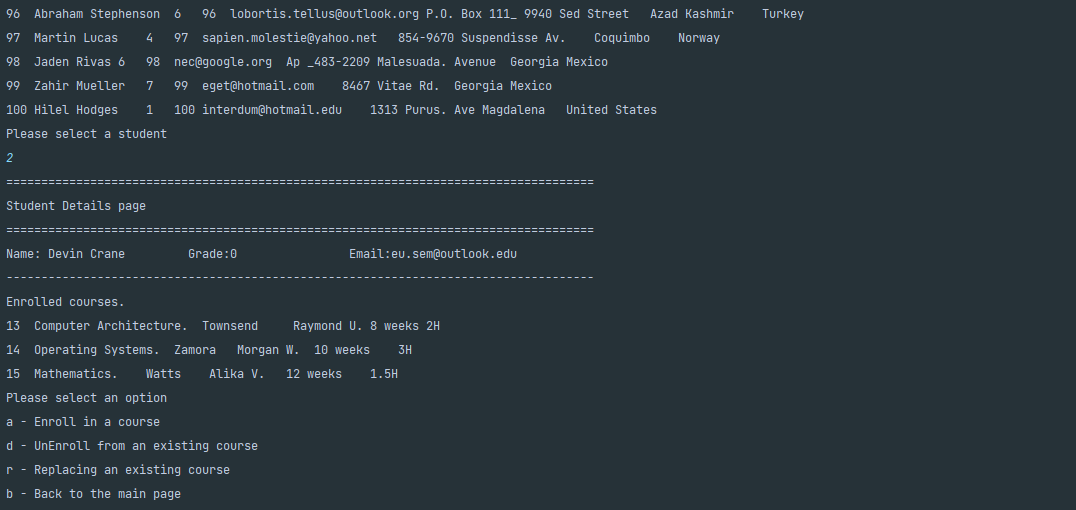 96 Abraham Stephenson 6 96 lobortis.tellus@outlook.org P.O. Box 111_ 9940 Sed Street Azad Kashmir Turkey
97 Martin Lucas 4 97 sapien.molestie@yahoo.net 854-9670 Suspendisse Av. Coquimbo Norway
98 Jaden Rivas 6 98 nec@google.org Ap _483-2209 Malesuada. Avenue Georgia Mexico
99 Zahir Mueller 7 99 eget@hotmail.com 8467 Vitae Rd. Georgia Mexico
100 Hilel Hodges 1 100 interdum@hotmail.edu 1313 Purus. Ave Magdalena United States
Please select a student
2
====================================================================================
Student Details page
====================================================================================
Name: Devin Crane Grade:0 Email:eu.sem@outlook.edu
------------------------------------------------------------------------------------
Enrolled courses.
13 Computer Architecture. Townsend Raymond U. 8 weeks 2H
14 Operating Systems. Zamora Morgan W. 10 weeks 3H
15 Mathematics. Watts Alika V. 12 weeks 1.5H
Please select an option
a - Enroll in a course
d - UnEnroll from an existing course
r - Replacing an existing course
b - Back to the main page